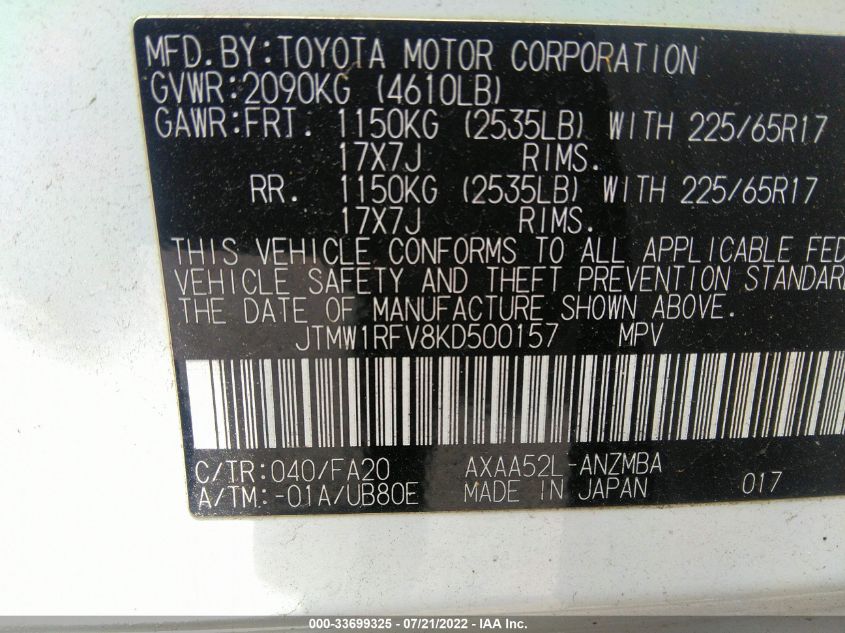 MFD.BY:TOYOTA MOTOR CORPORATION
GVWR:2090KG (4610LB)
GAWR:FRT. 1150KG (2535LB) WITH 225/65R17
17X7J RIMS.
RR. 1150KG (2535LB) WITH 225/65R17
17X7J RIMS.
THIS VEHICLE CONFORMS TO ALL APPLICABLE FED
VEHICLE SAFETY AND THEFT PREVENTION STANDAR
THE DATE OF MANUFACTURE SHOWN ABOVE.
JTMW1RFV8KD500157 MPV
C/TR:040/FA20 AXAA52L-ANZMBA
A/TM:-01A/UB80E MADE IN JAPAN 017
000-33699325 - 07/21/2022 - IAA Inc.